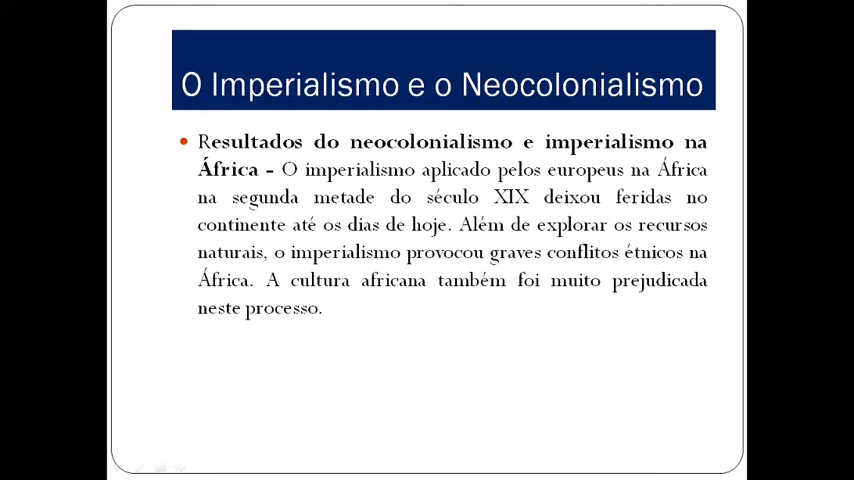 O Imperialismo e o Neocolonialismo
• Resultados do neocolonialismo e imperialismo na
África - O imperialismo aplicado pelos europeus na África
na segunda metade do século XIX deixou feridas no
continente até os dias de hoje. Além de explorar os recursos
naturais, o imperialismo provocou graves conflitos étnicos na
África. A cultura africana também foi muito prejudicada
neste processo.